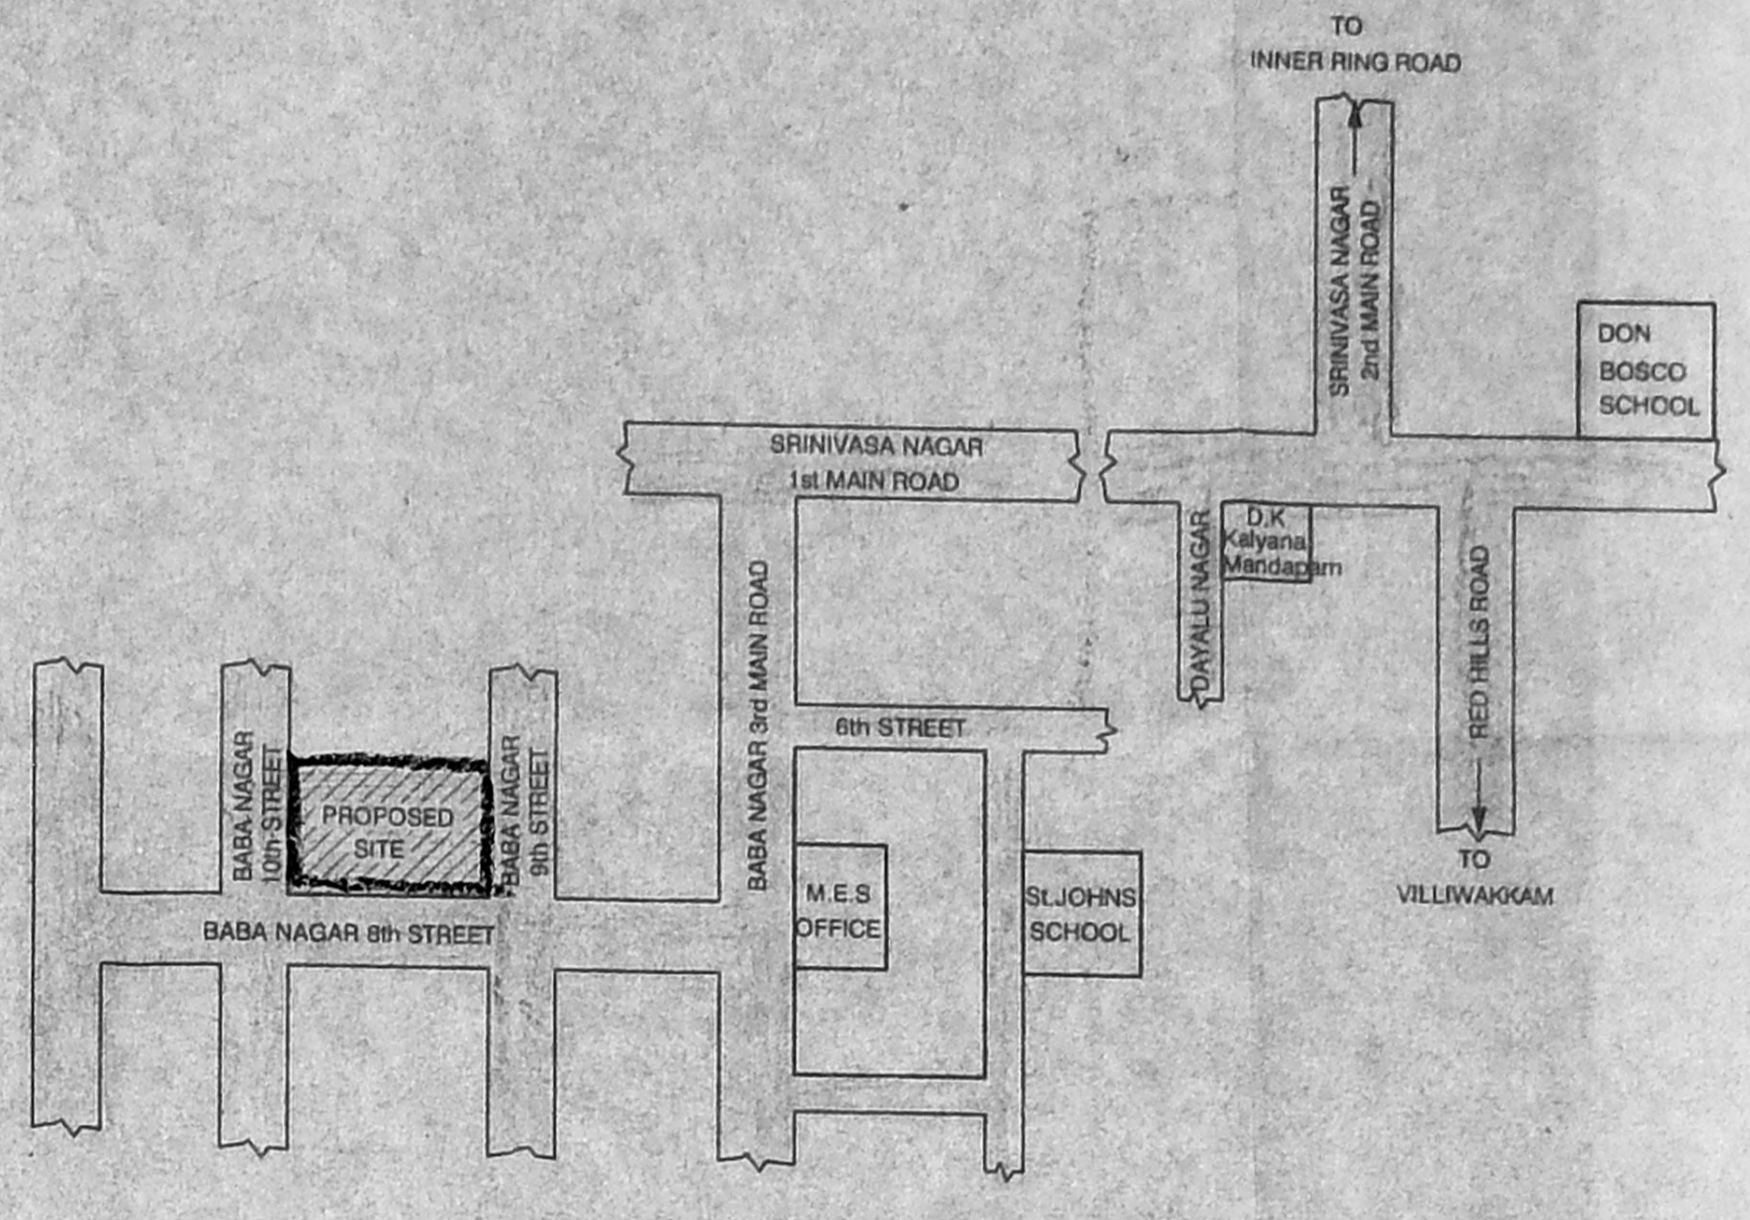 TO
INNER RING ROAD
SRINIVASA NAGAR
2nd MAIN ROAD
DON
BOSCO
SCHOOL
SRINIVASA NAGAR
1st MAIN ROAD
D.K
Kalyana
Mandapam
DAYALU NAGAR
RED HILLS ROAD
TO
VILLIWAKKAM
BABA NAGAR 3rd MAIN ROAD
6th STREET
BABA NAGAR
10th STREET
PROPOSED
SITE
BABA NAGAR
9th STREET
M.E.S
OFFICE
St.JOHNS
SCHOOL
BABA NAGAR 8th STREET